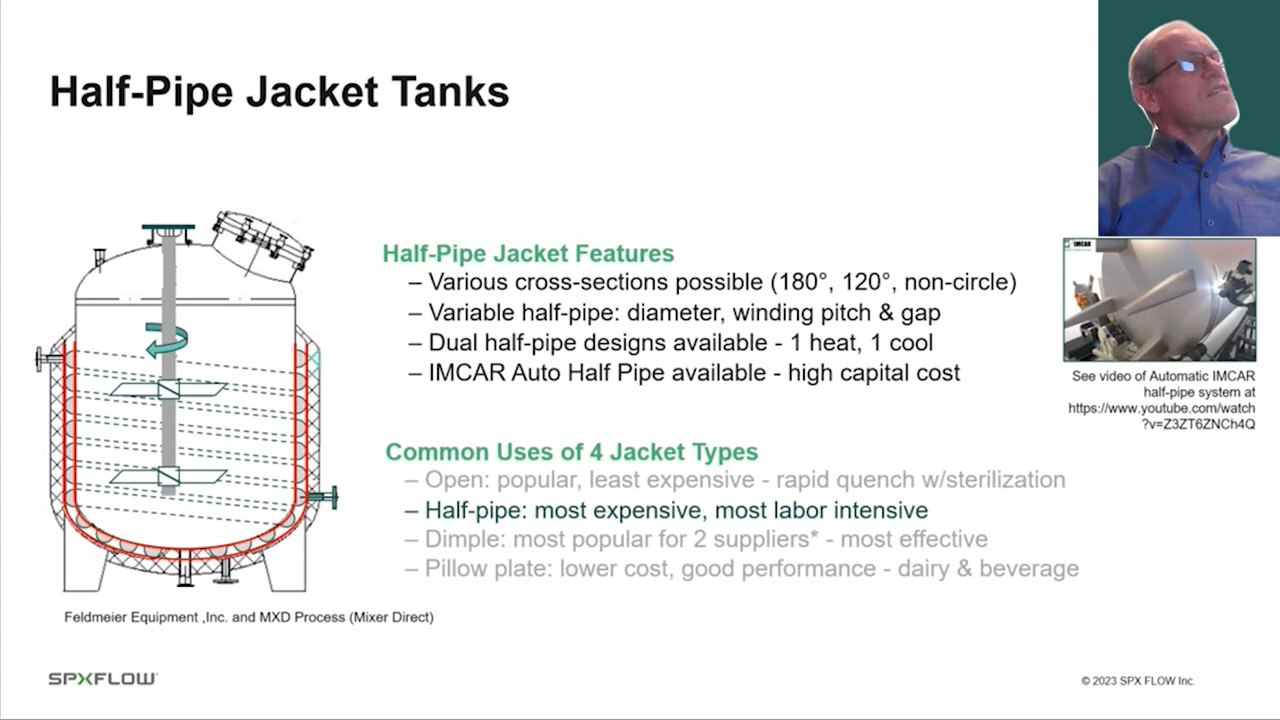 Half-Pipe Jacket Tanks
Half-Pipe Jacket Features
– Various cross-sections possible (180°, 120°, non-circle)
– Variable half-pipe: diameter, winding pitch & gap
– Dual half-pipe designs available - 1 heat, 1 cool
– IMCAR Auto Half Pipe available - high capital cost
IMCAR
See video of Automatic IMCAR
half-pipe system at
https://www.youtube.com/watch
?v=Z3ZT6ZNCh4Q
Common Uses of 4 Jacket Types
– Open: popular, least expensive - rapid quench w/sterilization
– Half-pipe: most expensive, most labor intensive
– Dimple: most popular for 2 suppliers* - most effective
– Pillow plate: lower cost, good performance - dairy & beverage
Feldmeier Equipment ,Inc. and MXD Process (Mixer Direct)
SPXFLOW
© 2023 SPX FLOW Inc.